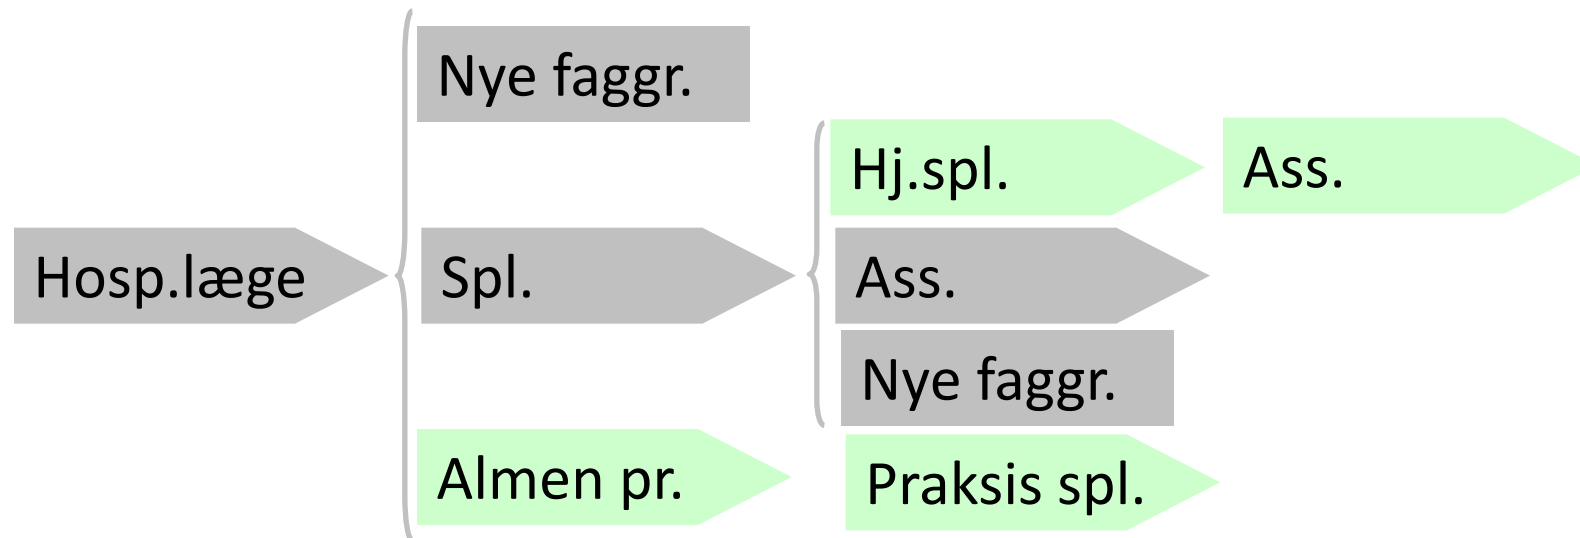 Nye faggr.
Hj.spl.
Ass.
Hosp.læge
Spl.
Ass.
Nye faggr.
Almen pr.
Praksis spl.